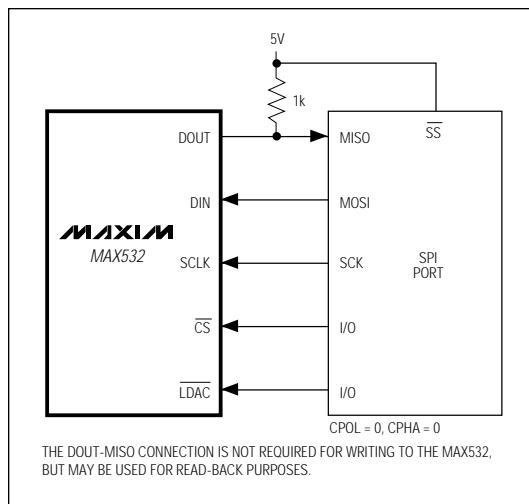 5V
1k
DOUT
MISO
SS
DIN
MOSI
MAXIM
MAX532
SCLK
SCK
SPI
PORT
CS
I/O
LDAC
I/O
CPOL = 0, CPHA = 0
THE DOUT-MISO CONNECTION IS NOT REQUIRED FOR WRITING TO THE MAX532,
BUT MAY BE USED FOR READ-BACK PURPOSES.